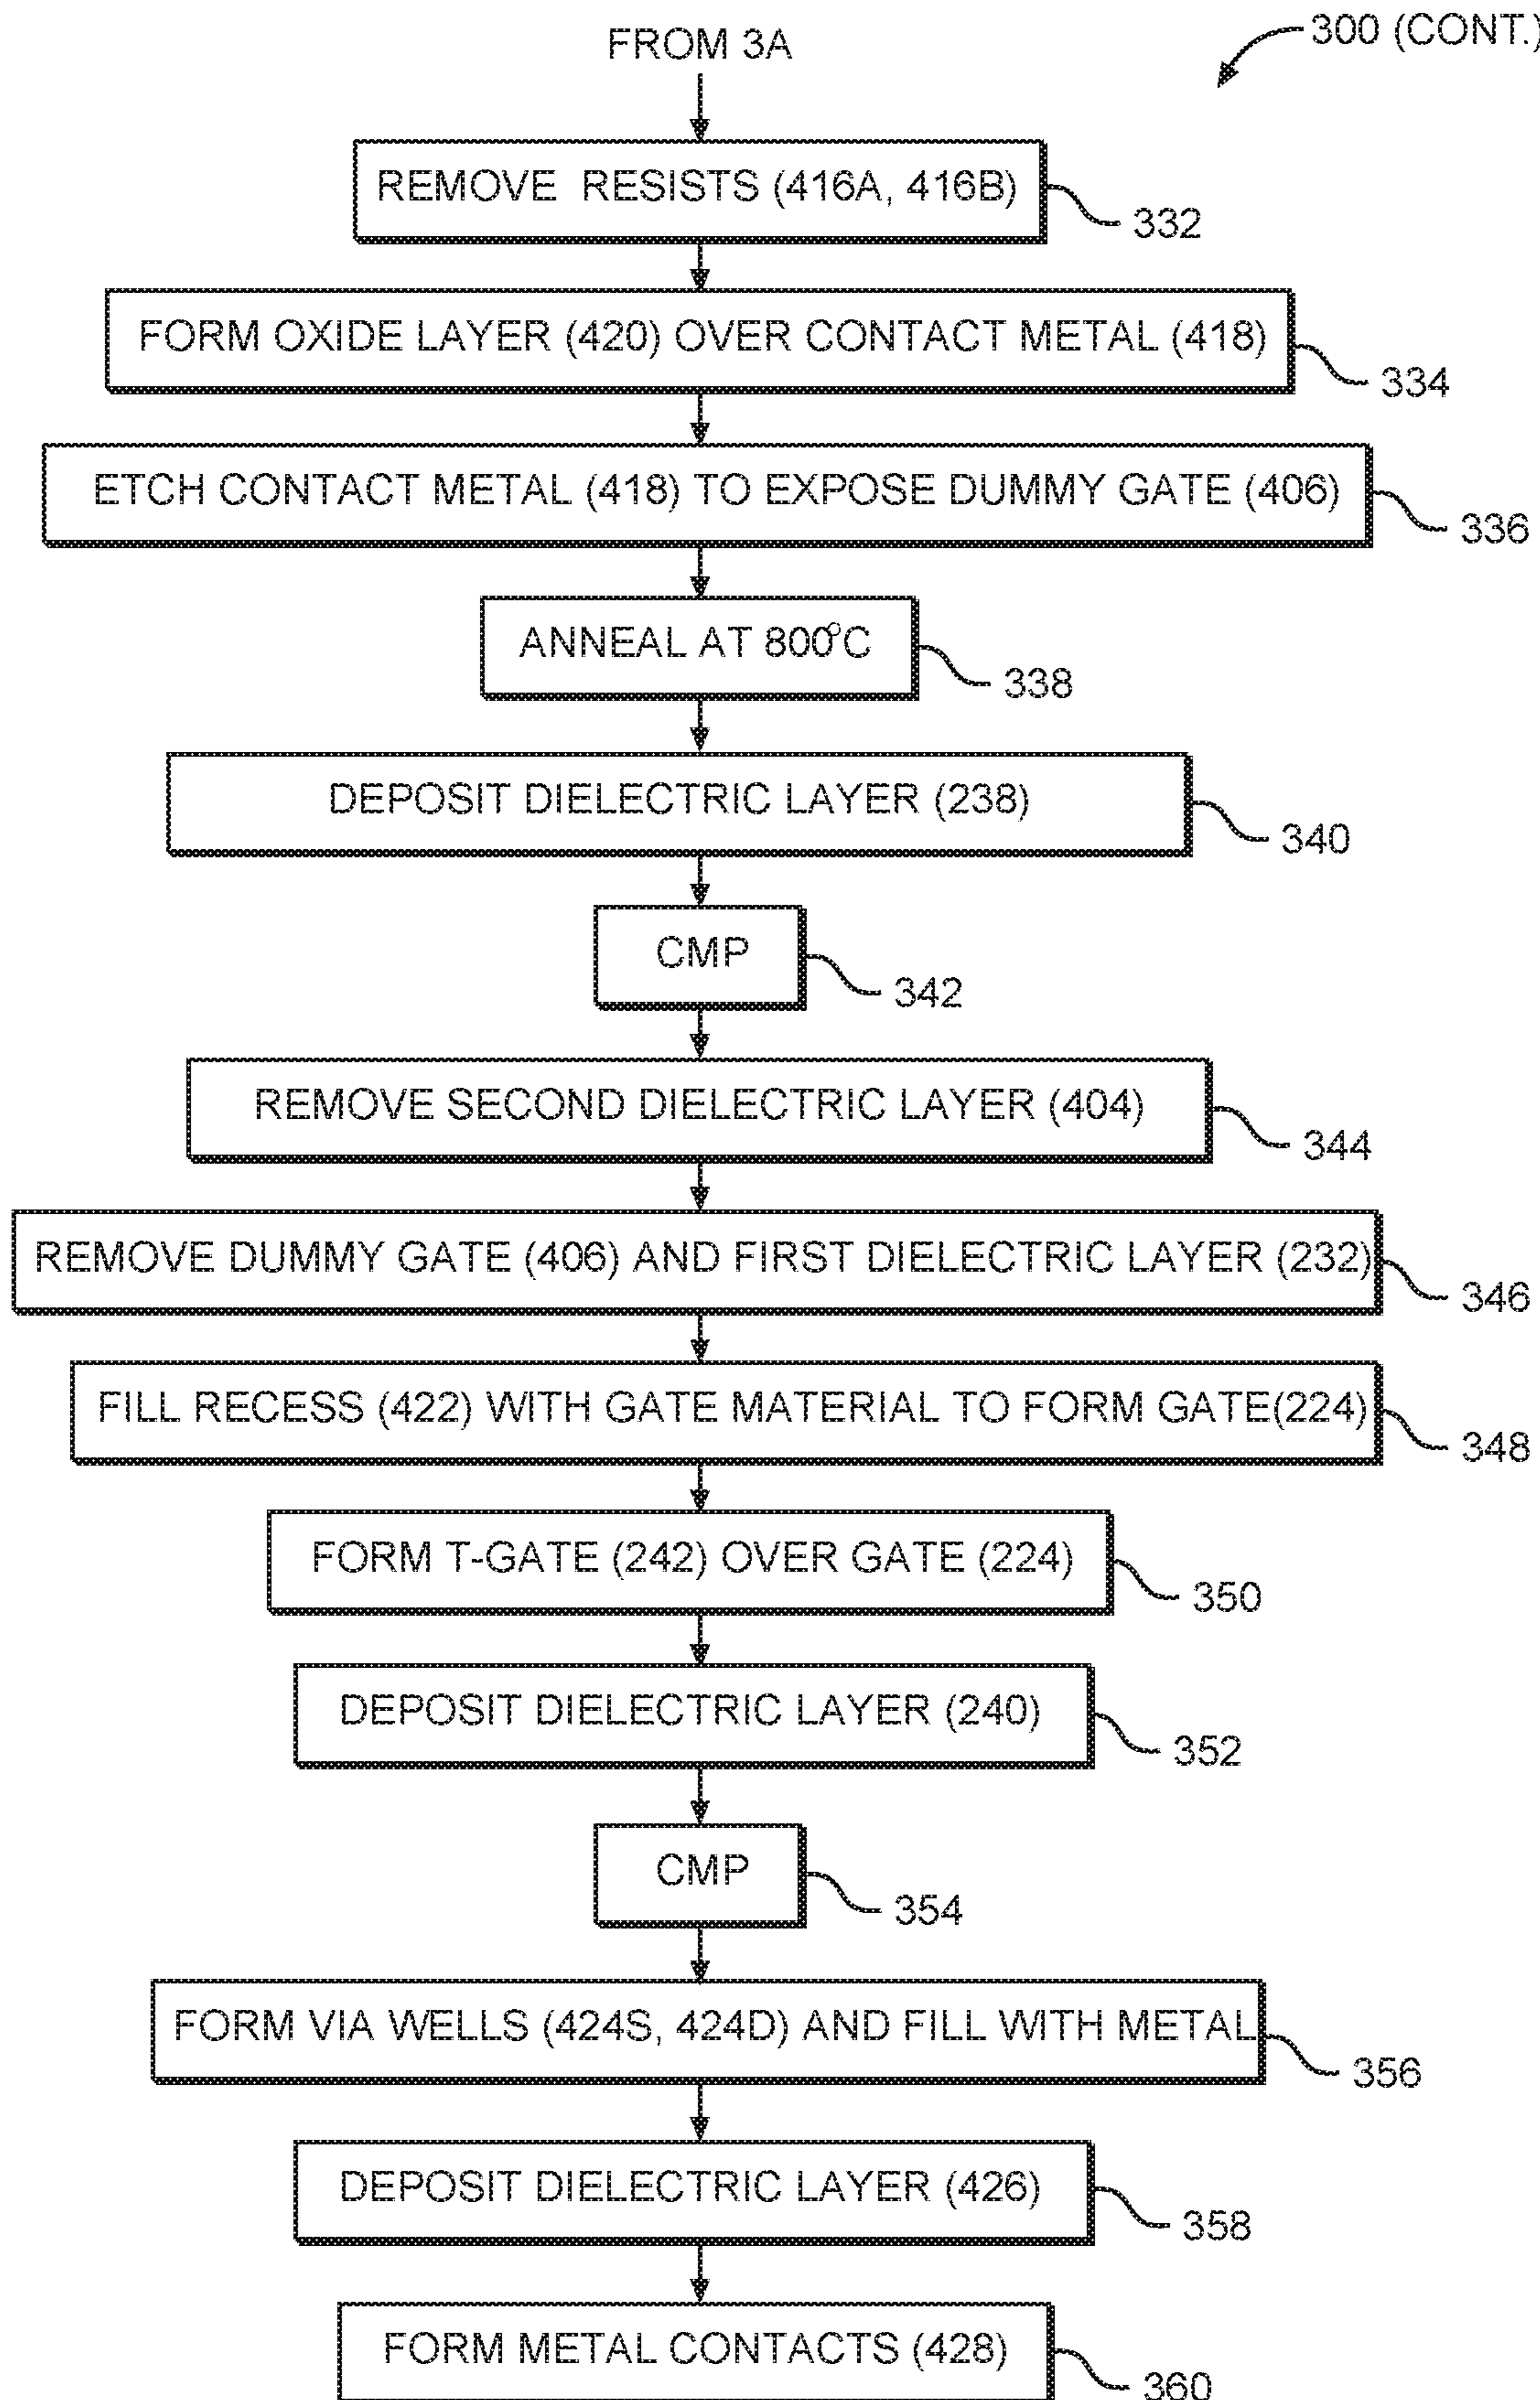 FROM 3A
300 (CONT.)
REMOVE RESISTS (416A, 416B)
332
FORM OXIDE LAYER (420) OVER CONTACT METAL (418)
334
ETCH CONTACT METAL (418) TO EXPOSE DUMMY GATE (406)
336
ANNEAL AT 800°C
338
DEPOSIT DIELECTRIC LAYER (238)
340
CMP
342
REMOVE SECOND DIELECTRIC LAYER (404)
344
REMOVE DUMMY GATE (406) AND FIRST DIELECTRIC LAYER (232)
346
FILL RECESS (422) WITH GATE MATERIAL TO FORM GATE(224)
348
FORM T-GATE (242) OVER GATE (224)
350
DEPOSIT DIELECTRIC LAYER (240)
352
CMP
354
FORM VIA WELLS (424S, 424D) AND FILL WITH METAL
356
DEPOSIT DIELECTRIC LAYER (426)
358
FORM METAL CONTACTS (428)
360